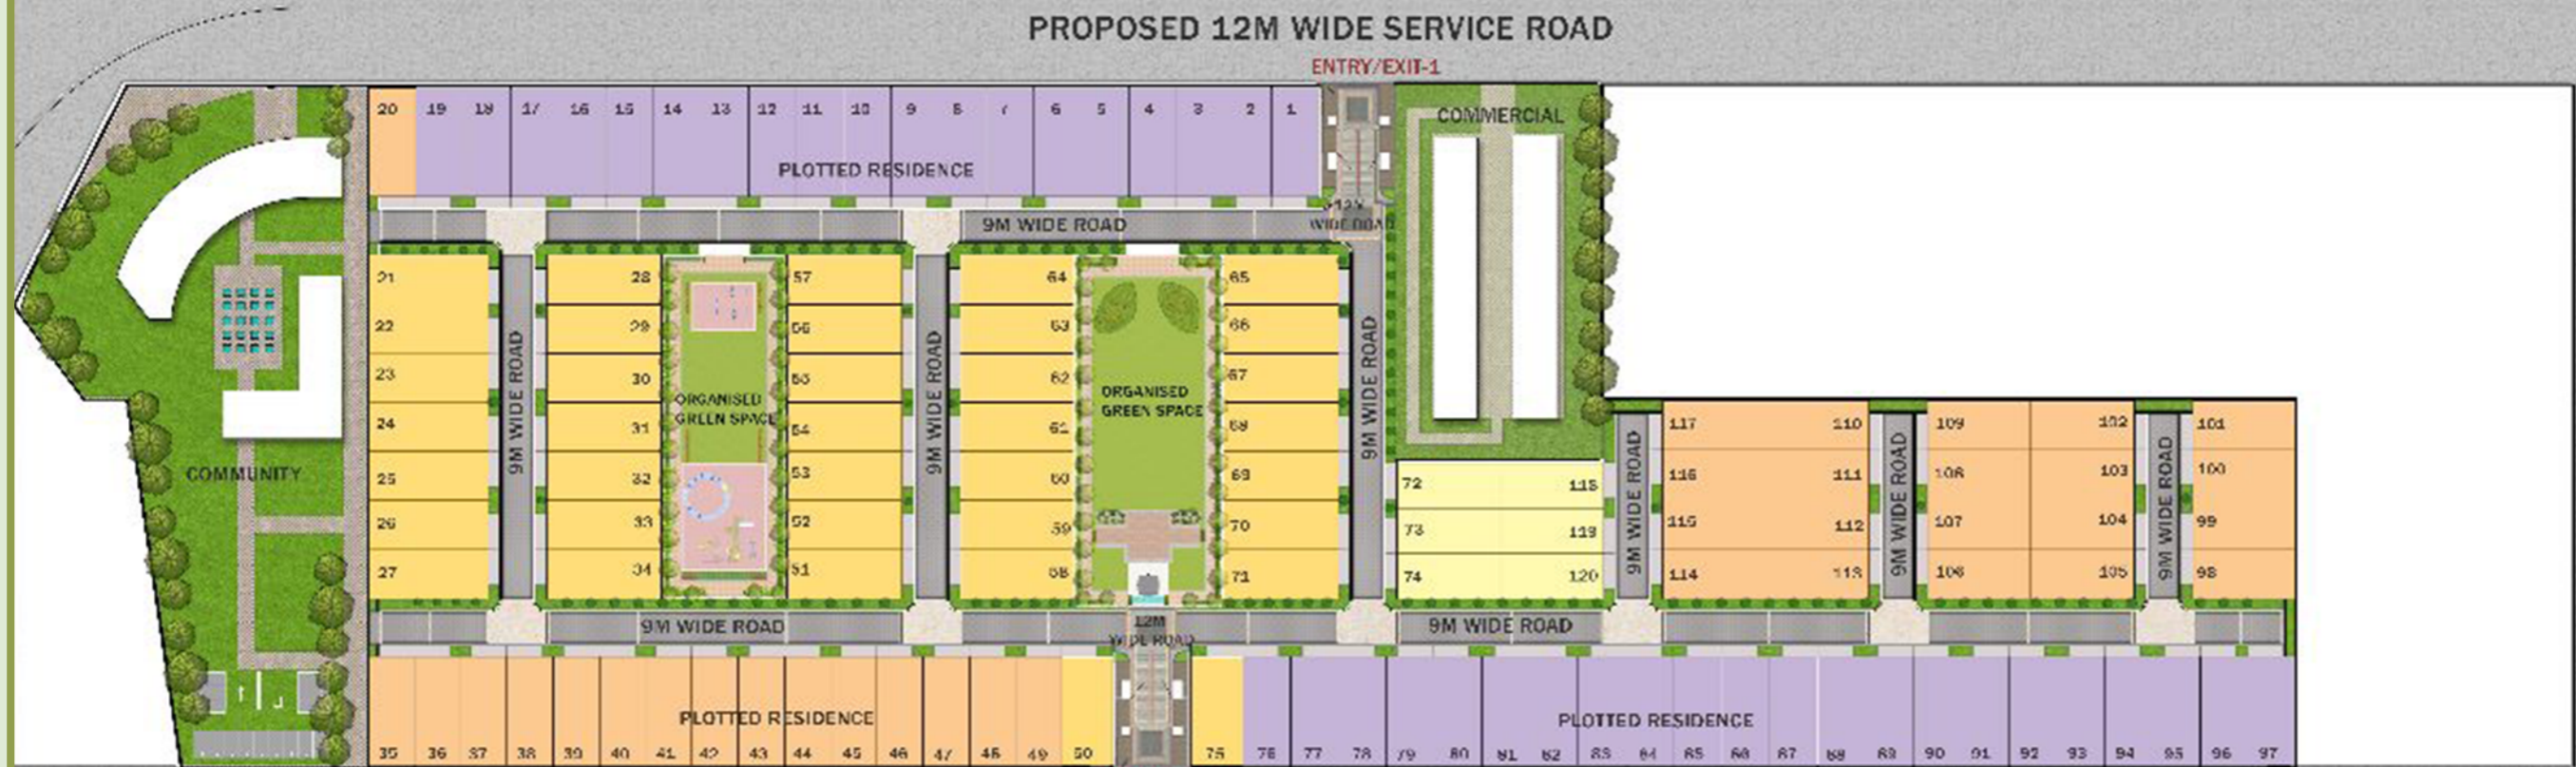 PROPOSED 12M WIDE SERVICE ROAD
ENTRY/EXIT-1
20 19 18 17 16 15 14 13 12 11 10 9 8 7 6 5 4 3 2 1
PLOTTED RESIDENCE
COMMERCIAL
12M
WIDE ROAD
9M WIDE ROAD
21
22
23
24
25
26
27
9M WIDE ROAD
28
29
30
31
32
33
34
ORGANISED
GREEN SPACE
57
56
55
54
53
52
51
9M WIDE ROAD
64
63
62
61
60
59
58
ORGANISED
GREEN SPACE
65
66
67
68
69
70
71
9M WIDE ROAD
COMMUNITY
72 118
73 119
74 120
9M WIDE ROAD
117 110
116 111
115 112
114 113
9M WIDE ROAD
109 102
108 103
107 104
106 105
9M WIDE ROAD
101
100
99
98
9M WIDE ROAD
12M
WIDE ROAD
9M WIDE ROAD
PLOTTED RESIDENCE
PLOTTED RESIDENCE
35 36 37 38 39 40 41 42 43 44 45 46 47 48 49 50 75 76 77 78 79 80 81 82 83 84 85 86 87 88 89 90 91 92 93 94 95 96 97